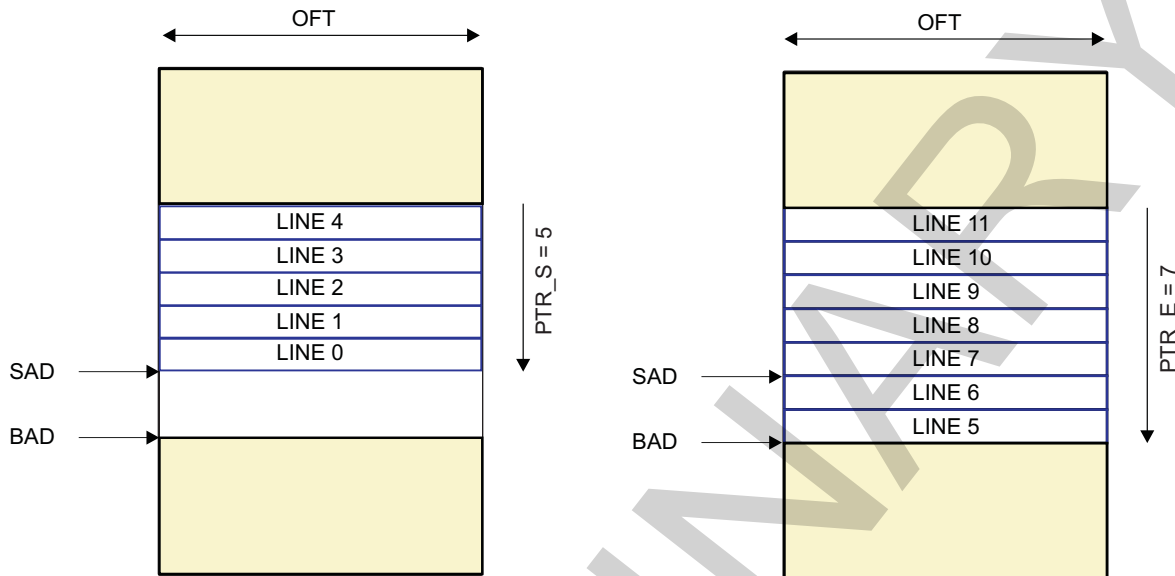 OFT
LINE 4
LINE 3
LINE 2
LINE 1
LINE 0
PTR_S = 5
SAD
BAD
OFT
LINE 11
LINE 10
LINE 9
LINE 8
LINE 7
LINE 6
LINE 5
PTR_E = 7
SAD
BAD
INARY